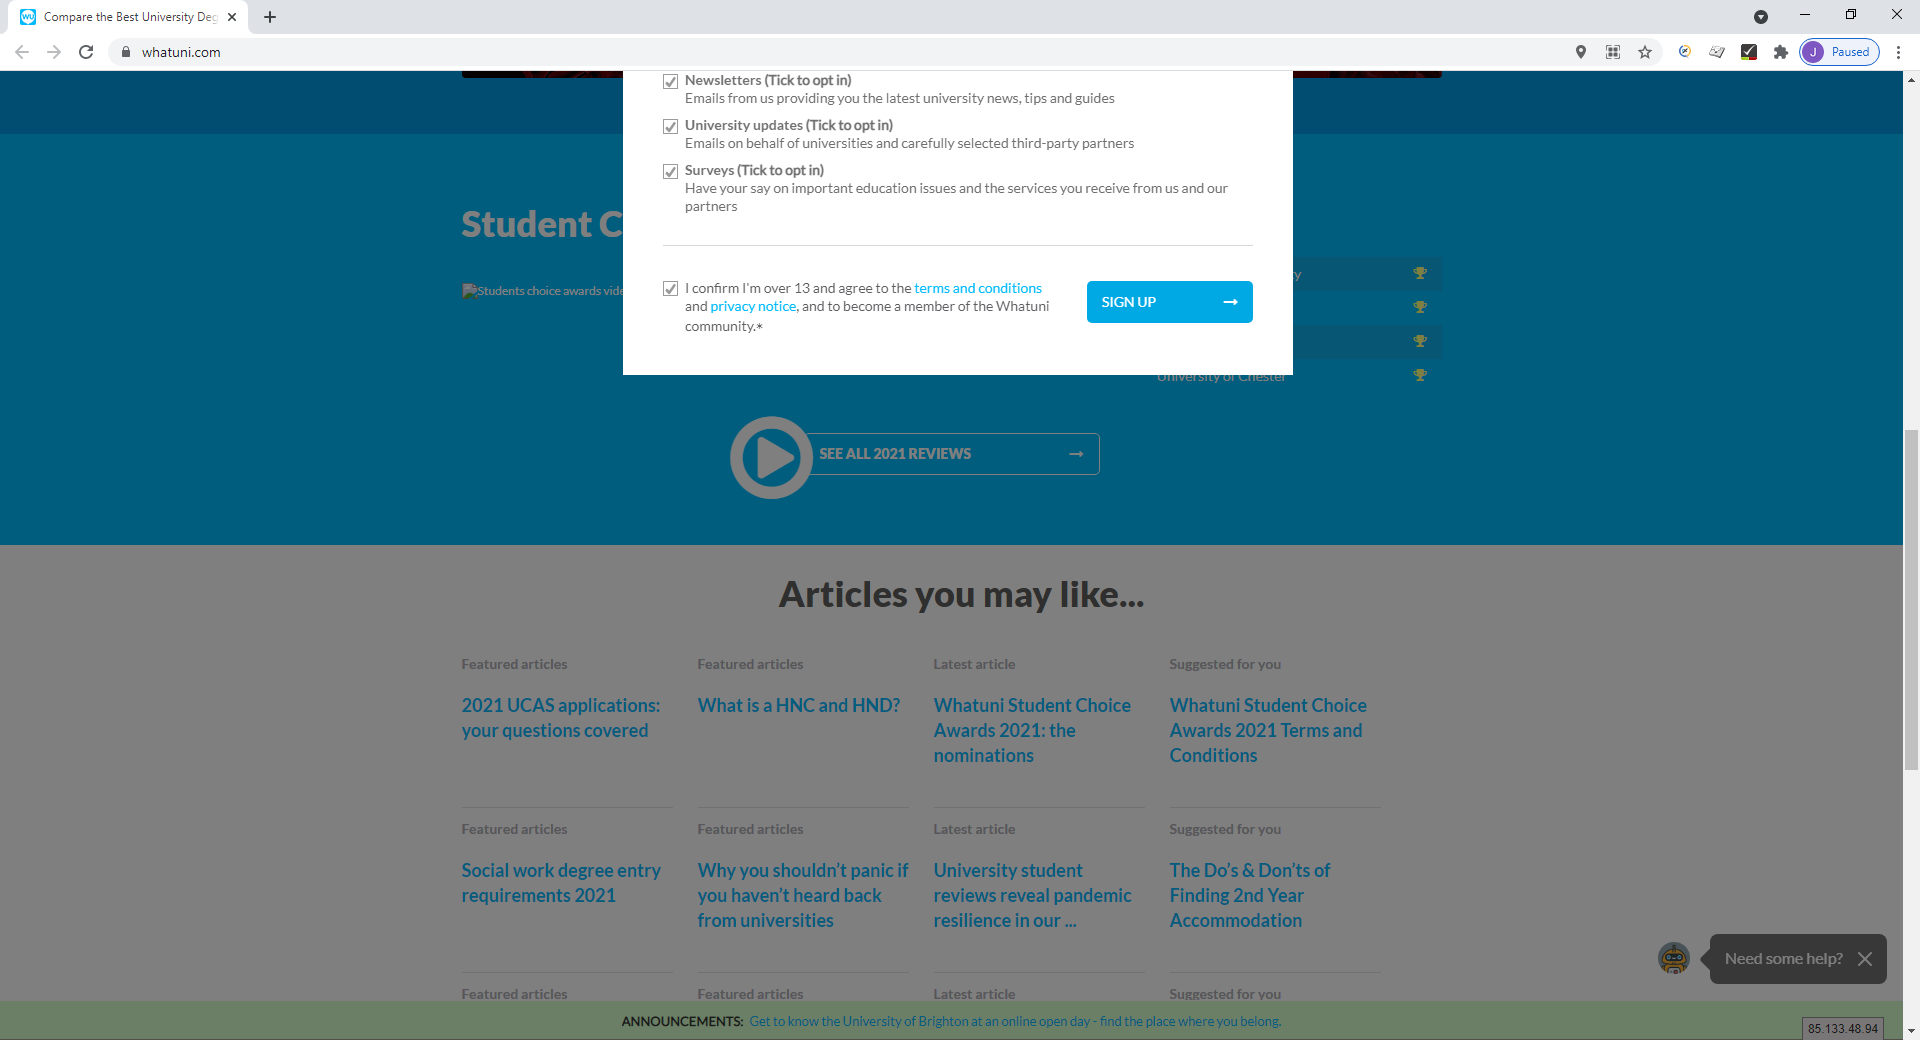 Compare the Best University Deg
whatuni.com
J Paused
Newsletters (Tick to opt in)
Emails from us providing you the latest university news, tips and guides
University updates (Tick to opt in)
Emails on behalf of universities and carefully selected third-party partners
Surveys (Tick to opt in)
Have your say on important education issues and the services you receive from us and our
partners
Student C
Students choice awards vide
y
I confirm I'm over 13 and agree to the terms and conditions
and privacy notice, and to become a member of the Whatuni
community.*
SIGN UP
University of Chester
SEE ALL 2021 REVIEWS
Articles you may like...
Featured articles
2021 UCAS applications:
your questions covered
Featured articles
What is a HNC and HND?
Latest article
Whatuni Student Choice
Awards 2021: the
nominations
Suggested for you
Whatuni Student Choice
Awards 2021 Terms and
Conditions
Featured articles
Social work degree entry
requirements 2021
Featured articles
Why you shouldn’t panic if
you haven’t heard back
from universities
Latest article
University student
reviews reveal pandemic
resilience in our ...
Suggested for you
The Do’s & Don’ts of
Finding 2nd Year
Accommodation
Need some help?
Featured articles
Featured articles
Latest article
Suggested for you
ANNOUNCEMENTS: Get to know the University of Brighton at an online open day - find the place where you belong.
85.133.48.94